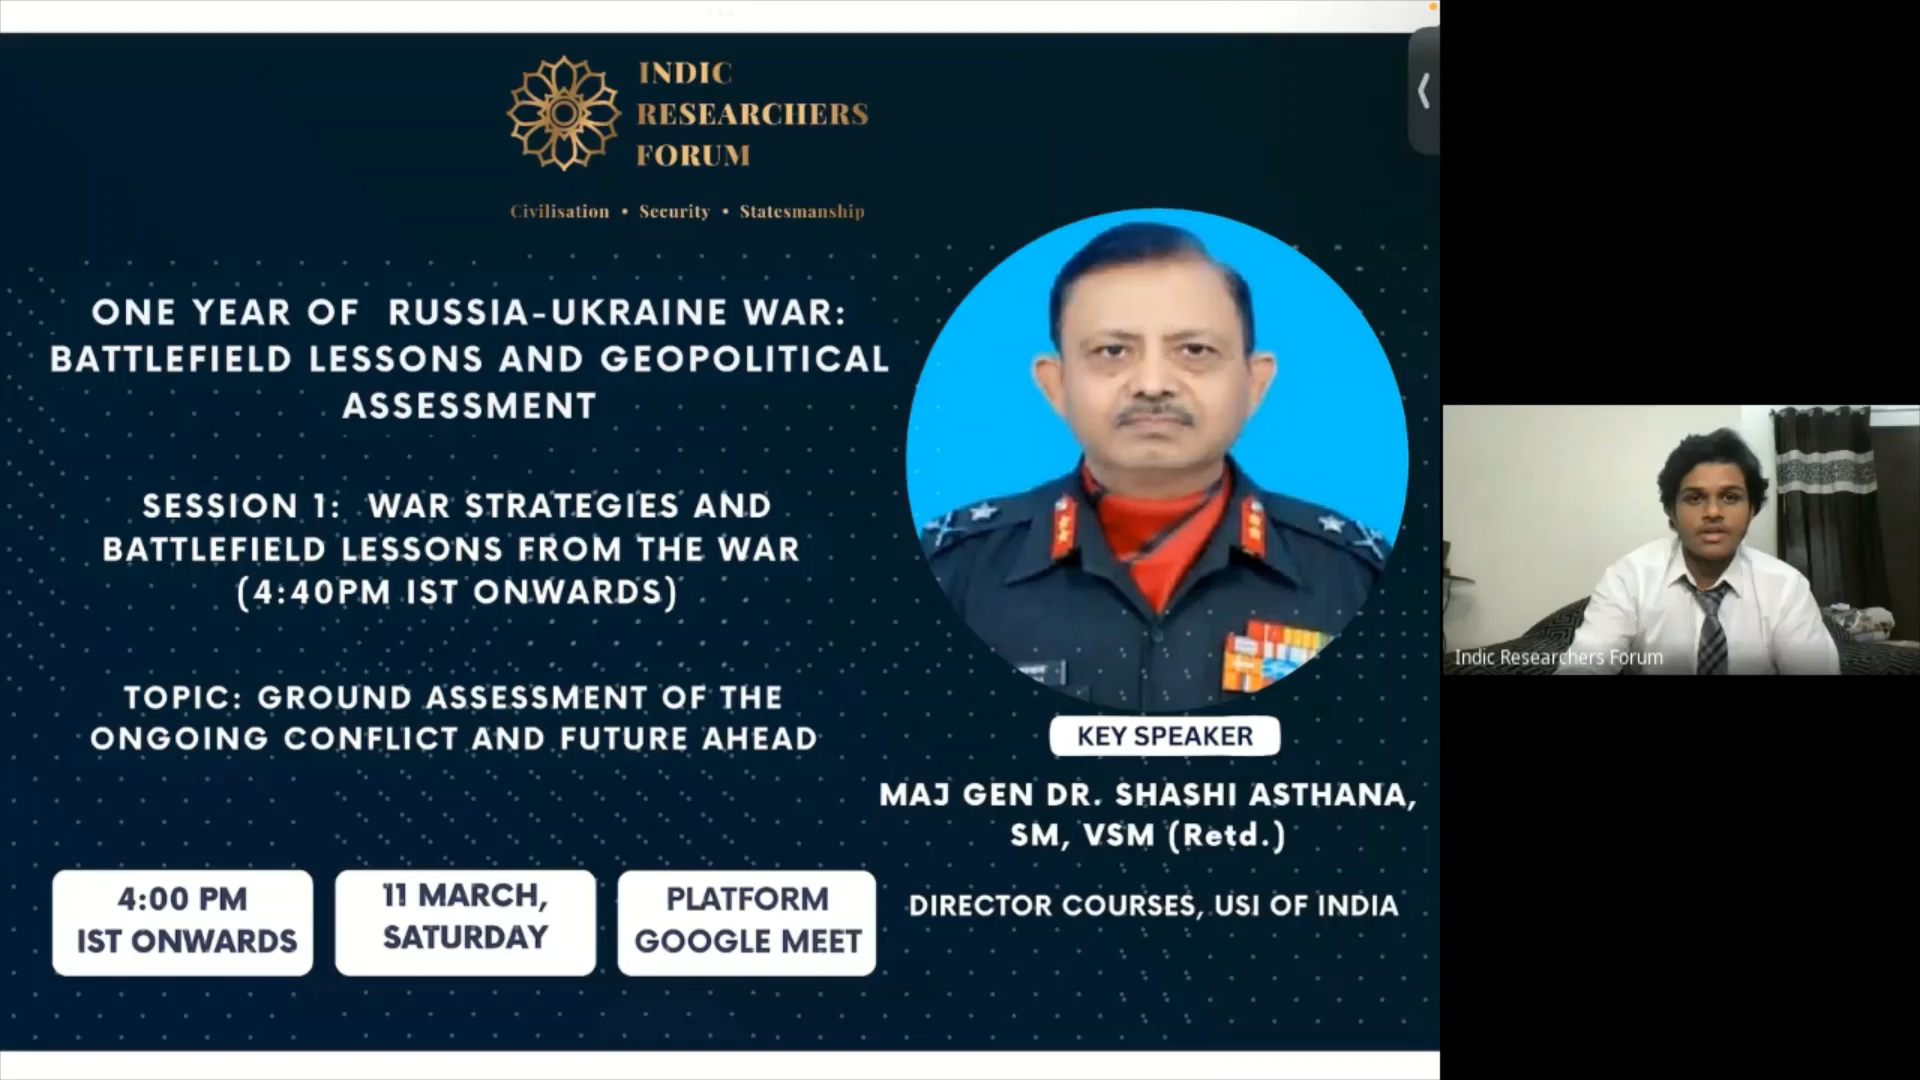 INDIC
RESEARCHERS
FORUM
Civilisation • Security • Statesmanship
ONE YEAR OF RUSSIA-UKRAINE WAR:
BATTLEFIELD LESSONS AND GEOPOLITICAL
ASSESSMENT
SESSION 1: WAR STRATEGIES AND
BATTLEFIELD LESSONS FROM THE WAR
(4:40PM IST ONWARDS)
TOPIC: GROUND ASSESSMENT OF THE
ONGOING CONFLICT AND FUTURE AHEAD
4:00 PM
IST ONWARDS
11 MARCH,
SATURDAY
PLATFORM
GOOGLE MEET
KEY SPEAKER
MAJ GEN DR. SHASHI ASTHANA,
SM, VSM (Retd.)
DIRECTOR COURSES, USI OF INDIA
Indic Researchers Forum